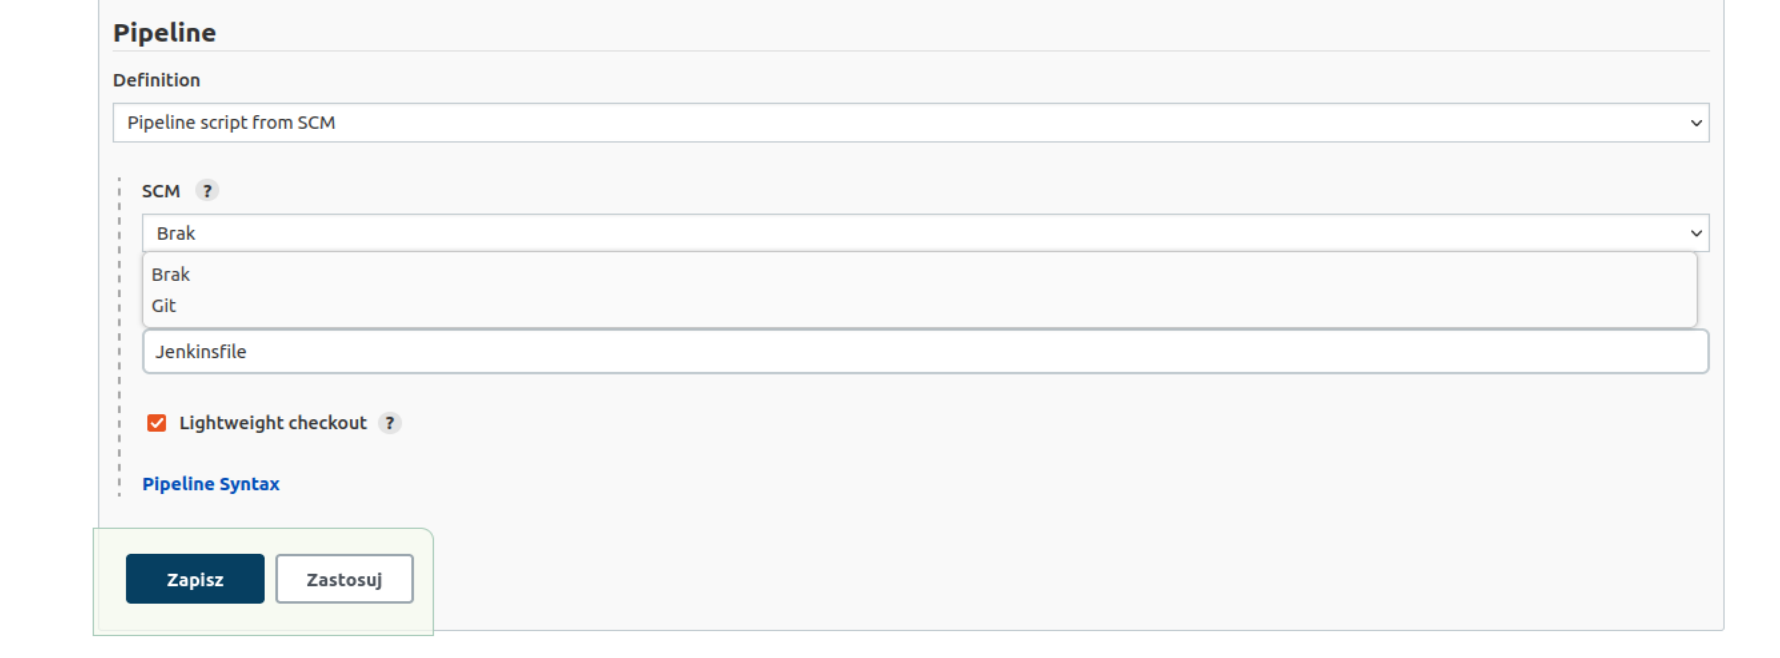 Pipeline
Definition
Pipeline script from SCM
SCM ?
Brak
Brak
Git
Jenkinsfile
Lightweight checkout ?
Pipeline Syntax
Zapisz Zastosuj